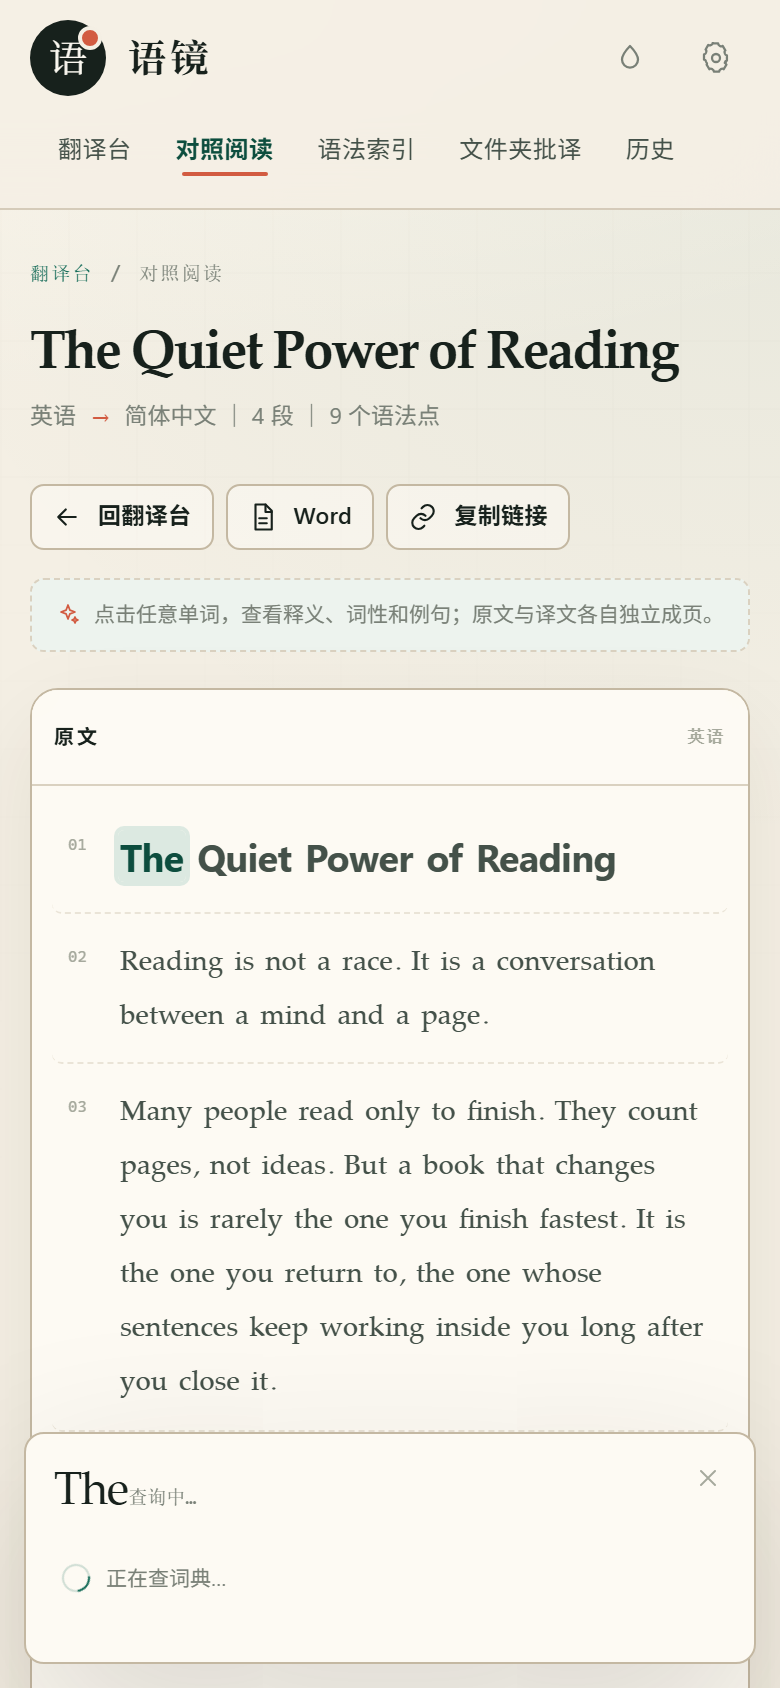 语 语镜
翻译台 对照阅读 语法索引 文件夹批译 历史
翻译台 / 对照阅读
The Quiet Power of Reading
英语 → 简体中文 | 4 段 | 9 个语法点
← 回翻译台 Word 复制链接
点击任意单词，查看释义、词性和例句；原文与译文各自独立成页。
原文 英语
01 The Quiet Power of Reading
02 Reading is not a race. It is a conversation
between a mind and a page.
03 Many people read only to finish. They count
pages, not ideas. But a book that changes
you is rarely the one you finish fastest. It is
the one you return to, the one whose
sentences keep working inside you long after
you close it.
The查询中…
正在查词典…